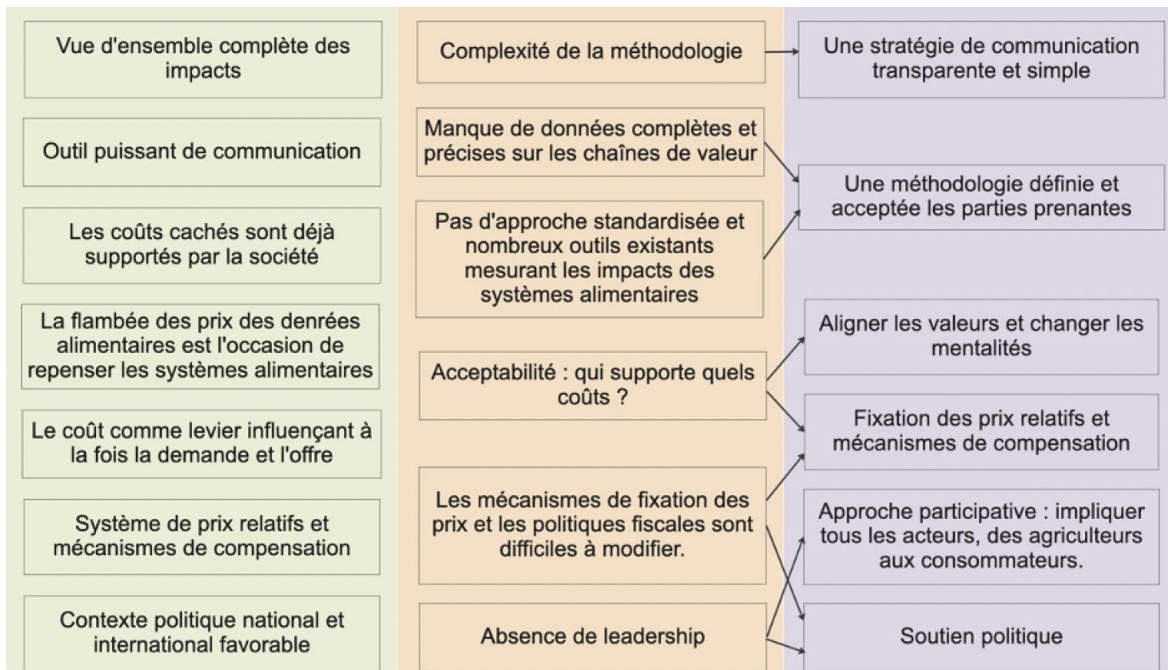 Vue d'ensemble complète des
impacts
Outil puissant de communication
Les coûts cachés sont déjà
supportés par la société
La flambée des prix des denrées
alimentaires est l'occasion de
repenser les systèmes alimentaires
Le coût comme levier influençant à
la fois la demande et l'offre
Système de prix relatifs et
mécanismes de compensation
Contexte politique national et
international favorable
Complexité de la méthodologie
Manque de données complètes et
précises sur les chaînes de valeur
Pas d'approche standardisée et
nombreux outils existants
mesurant les impacts des
systèmes alimentaires
Acceptabilité : qui supporte quels
coûts ?
Les mécanismes de fixation des
prix et les politiques fiscales sont
difficiles à modifier.
Absence de leadership
Une stratégie de communication
transparente et simple
Une méthodologie définie et
acceptée les parties prenantes
Aligner les valeurs et changer les
mentalités
Fixation des prix relatifs et
mécanismes de compensation
Approche participative : impliquer
tous les acteurs, des agriculteurs
aux consommateurs.
Soutien politique